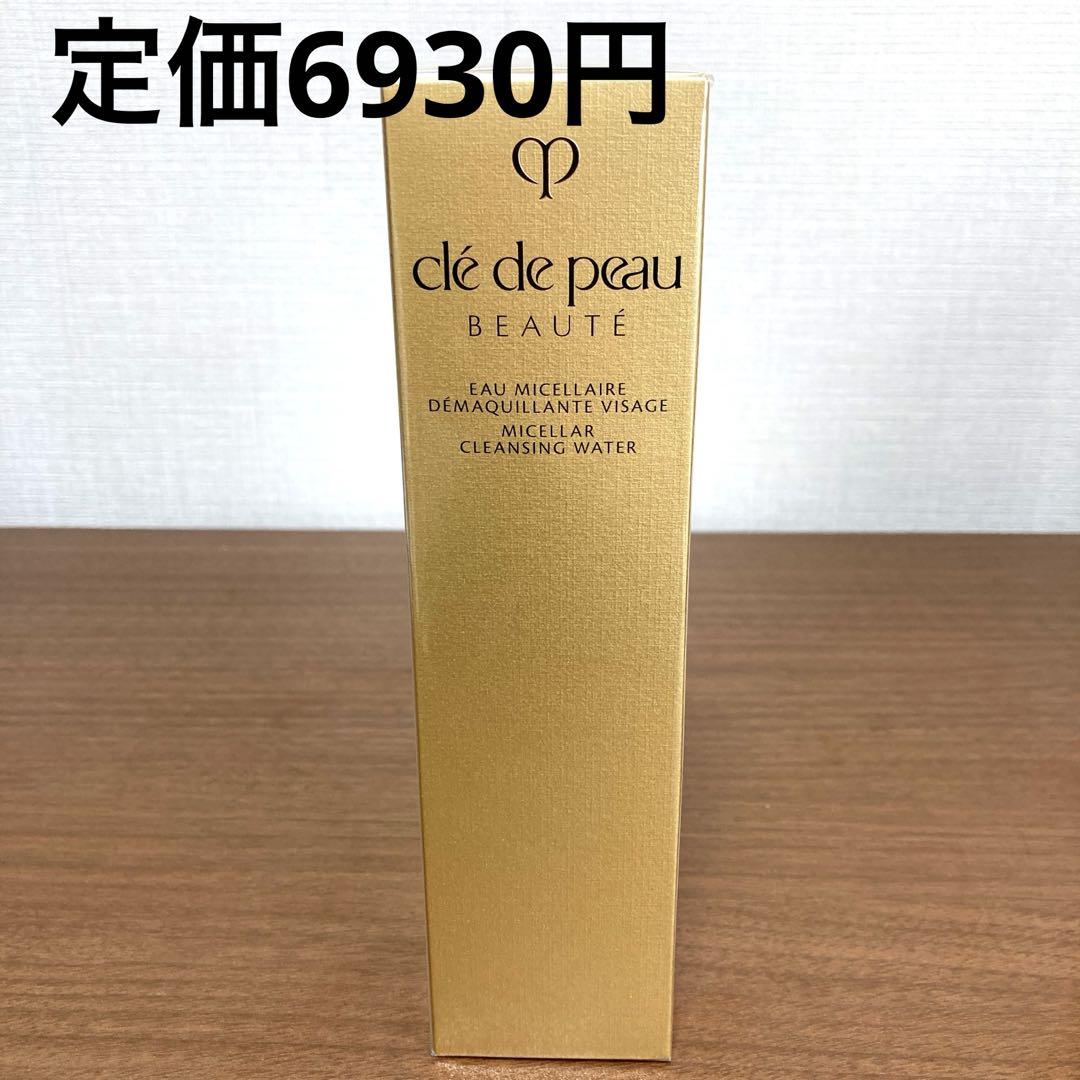 定価6930円
clé de peau
BEAUTÉ
EAU MICELLAIRE
DÉMAQUILLANTE VISAGE
MICELLAR
CLEANSING WATER